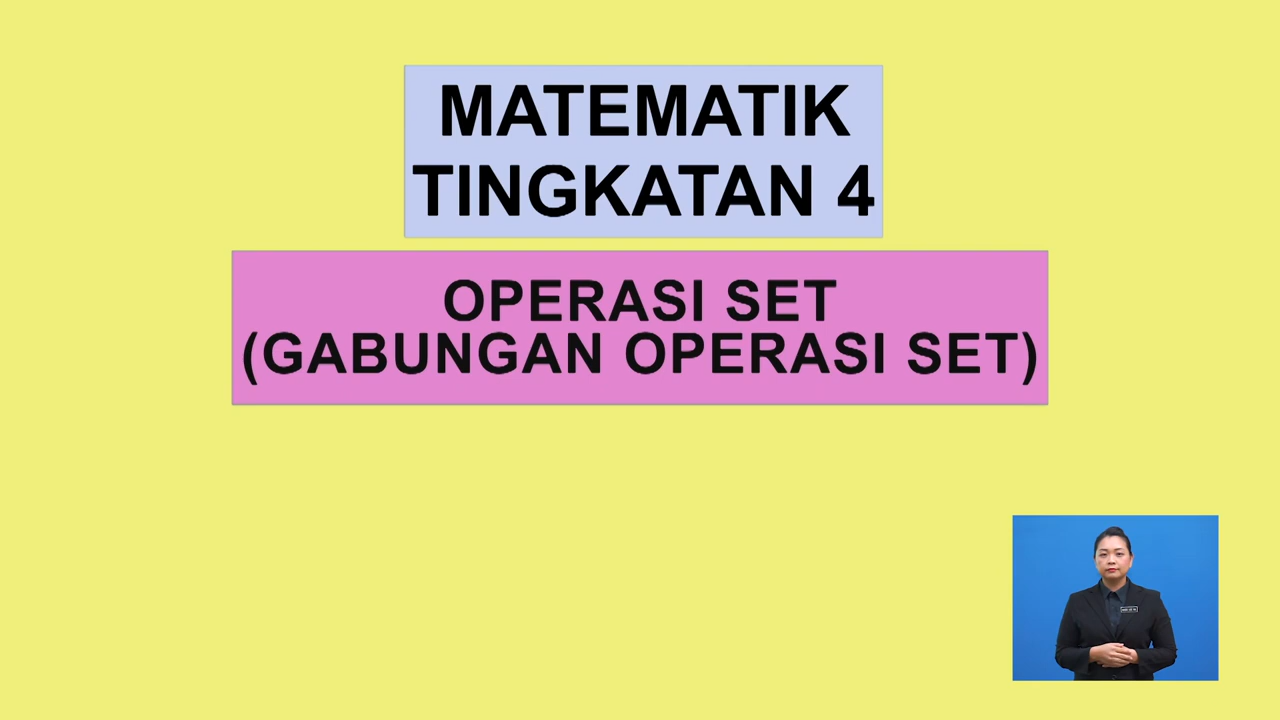 MATEMATIK
TINGKATAN 4
OPERASI SET
(GABUNGAN OPERASI SET)